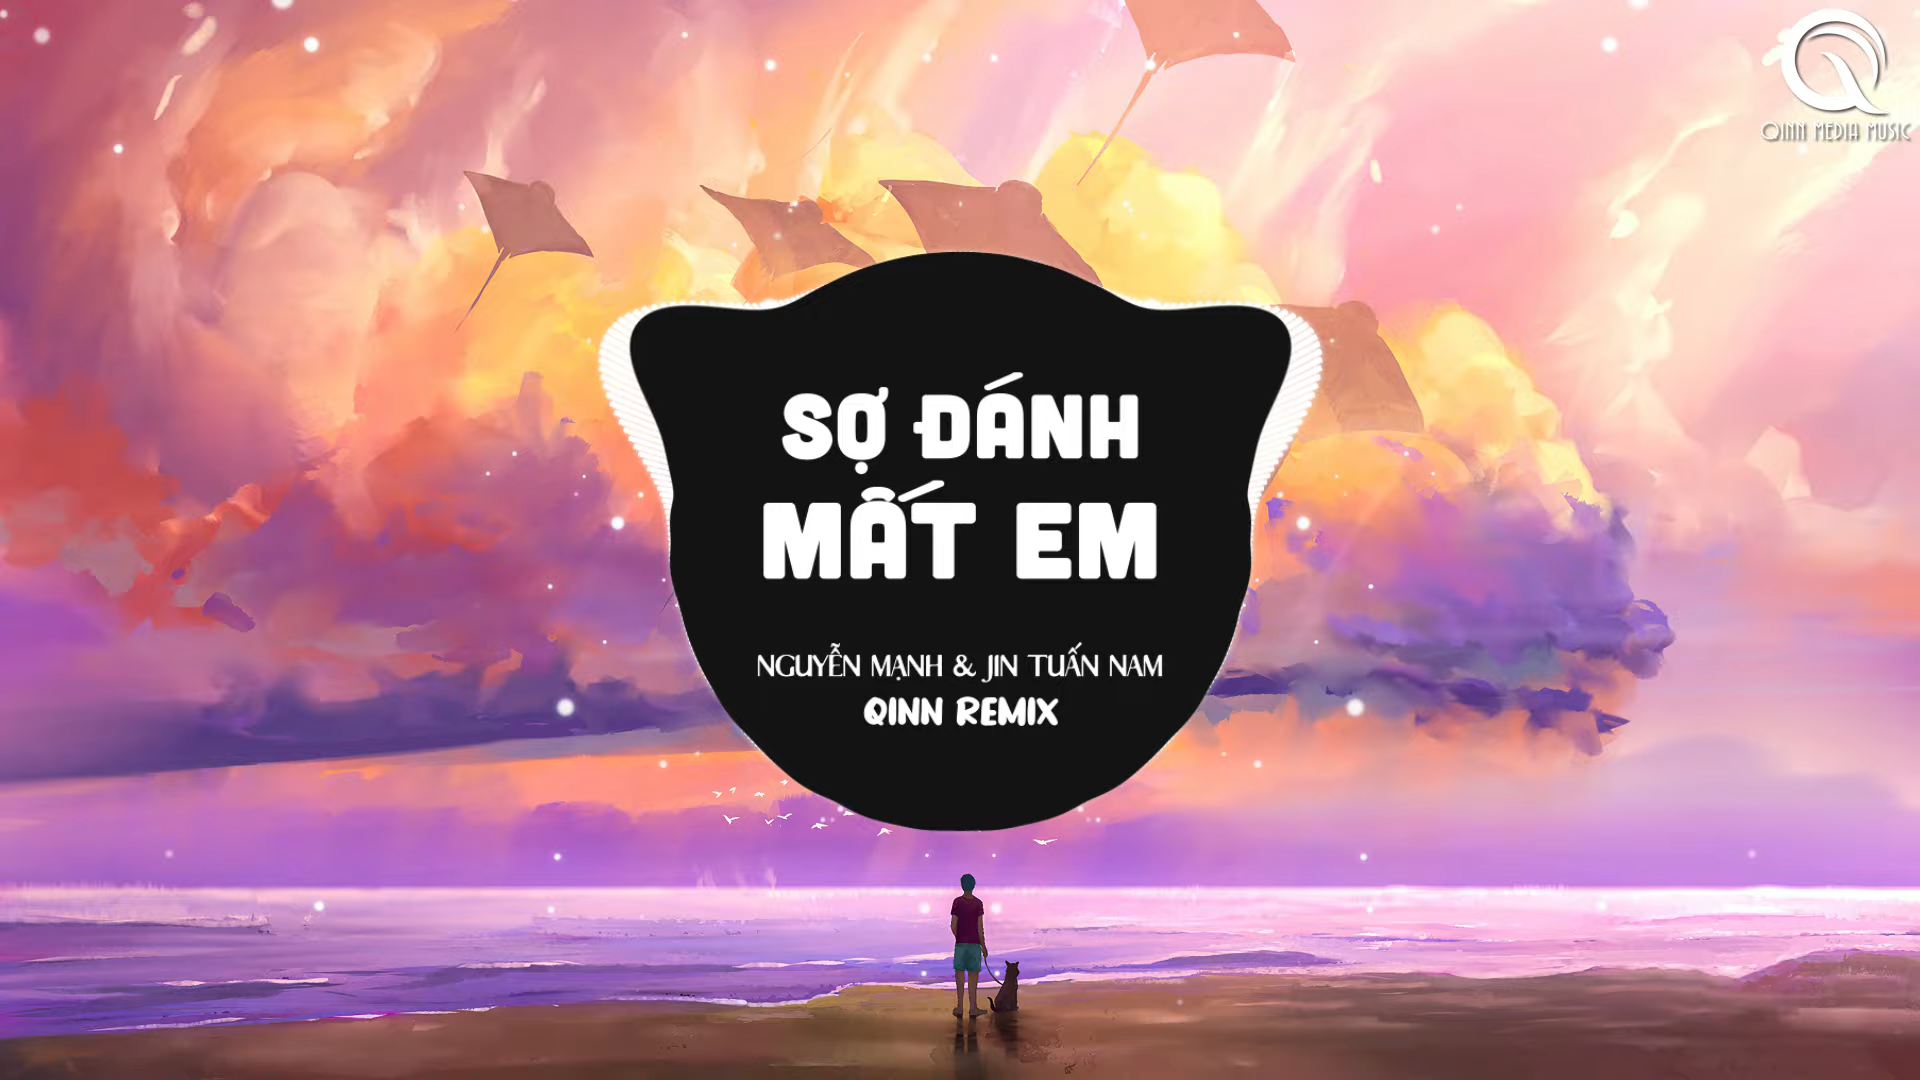 QINN MEDIA MUSIC
SỢ ĐÁNH
MẤT EM
NGUYỄN MẠNH & JIN TUẤN NAM
QINN REMIX